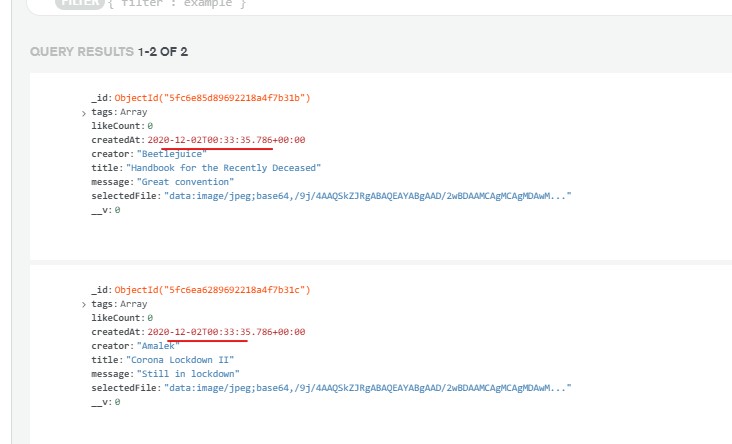 FILTER { filter : example }
QUERY RESULTS 1-2 OF 2
_id: ObjectId("5fc6e85d89692218a4f7b31b")
> tags: Array
likeCount: 0
createdAt: 2020-12-02T00:33:35.786+00:00
creator: "Beetlejuice"
title: "Handbook for the Recently Deceased"
message: "Great convention"
selectedFile: "data:image/jpeg;base64,/9j/4AAQSkZJRgABAQEAYABgAAD/2wBDAAMCAgMCAgMDAwM..."
__v: 0
_id: ObjectId("5fc6ea6289692218a4f7b31c")
> tags: Array
likeCount: 0
createdAt: 2020-12-02T00:33:35.786+00:00
creator: "Amalek"
title: "Corona Lockdown II"
message: "Still in lockdown"
selectedFile: "data:image/jpeg;base64,/9j/4AAQSkZJRgABAQEAYABgAAD/2wBDAAMCAgMCAgMDAwM..."
__v: 0